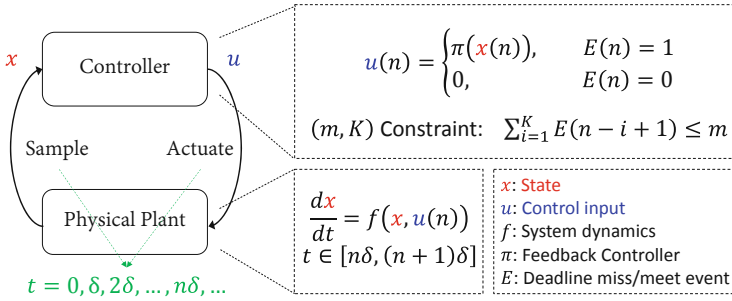 x
Controller
u
Sample
Actuate
Physical Plant
t = 0, δ, 2δ, ..., nδ, ...
u(n) = { π(x(n)), E(n) = 1
0, E(n) = 0
(m, K) Constraint: ∑_{i=1}^{K} E(n − i + 1) ≤ m
dx/dt = f(x, u(n))
t ∈ [nδ, (n + 1)δ]
x: State
u: Control input
f: System dynamics
π: Feedback Controller
E: Deadline miss/meet event